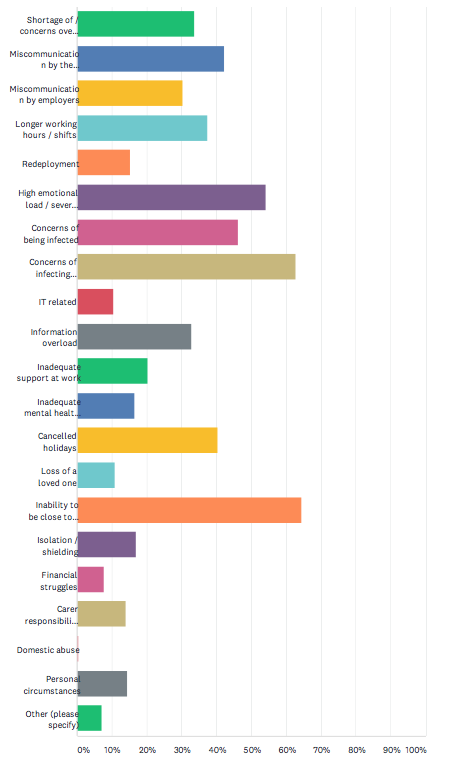 Shortage of /
concerns ove...
Miscommunicatio
n by the...
Miscommunicatio
n by employers
Longer working
hours / shifts
Redeployment
High emotional
load / sever...
Concerns of
being infected
Concerns of
infecting...
IT related
Information
overload
Inadequate
support at work
Inadequate
mental healt...
Cancelled
holidays
Loss of a
loved one
Inability to
be close to...
Isolation /
shielding
Financial
struggles
Carer
responsibili...
Domestic abuse
Personal
circumstances
Other (please
specify)
0% 10% 20% 30% 40% 50% 60% 70% 80% 90% 100%